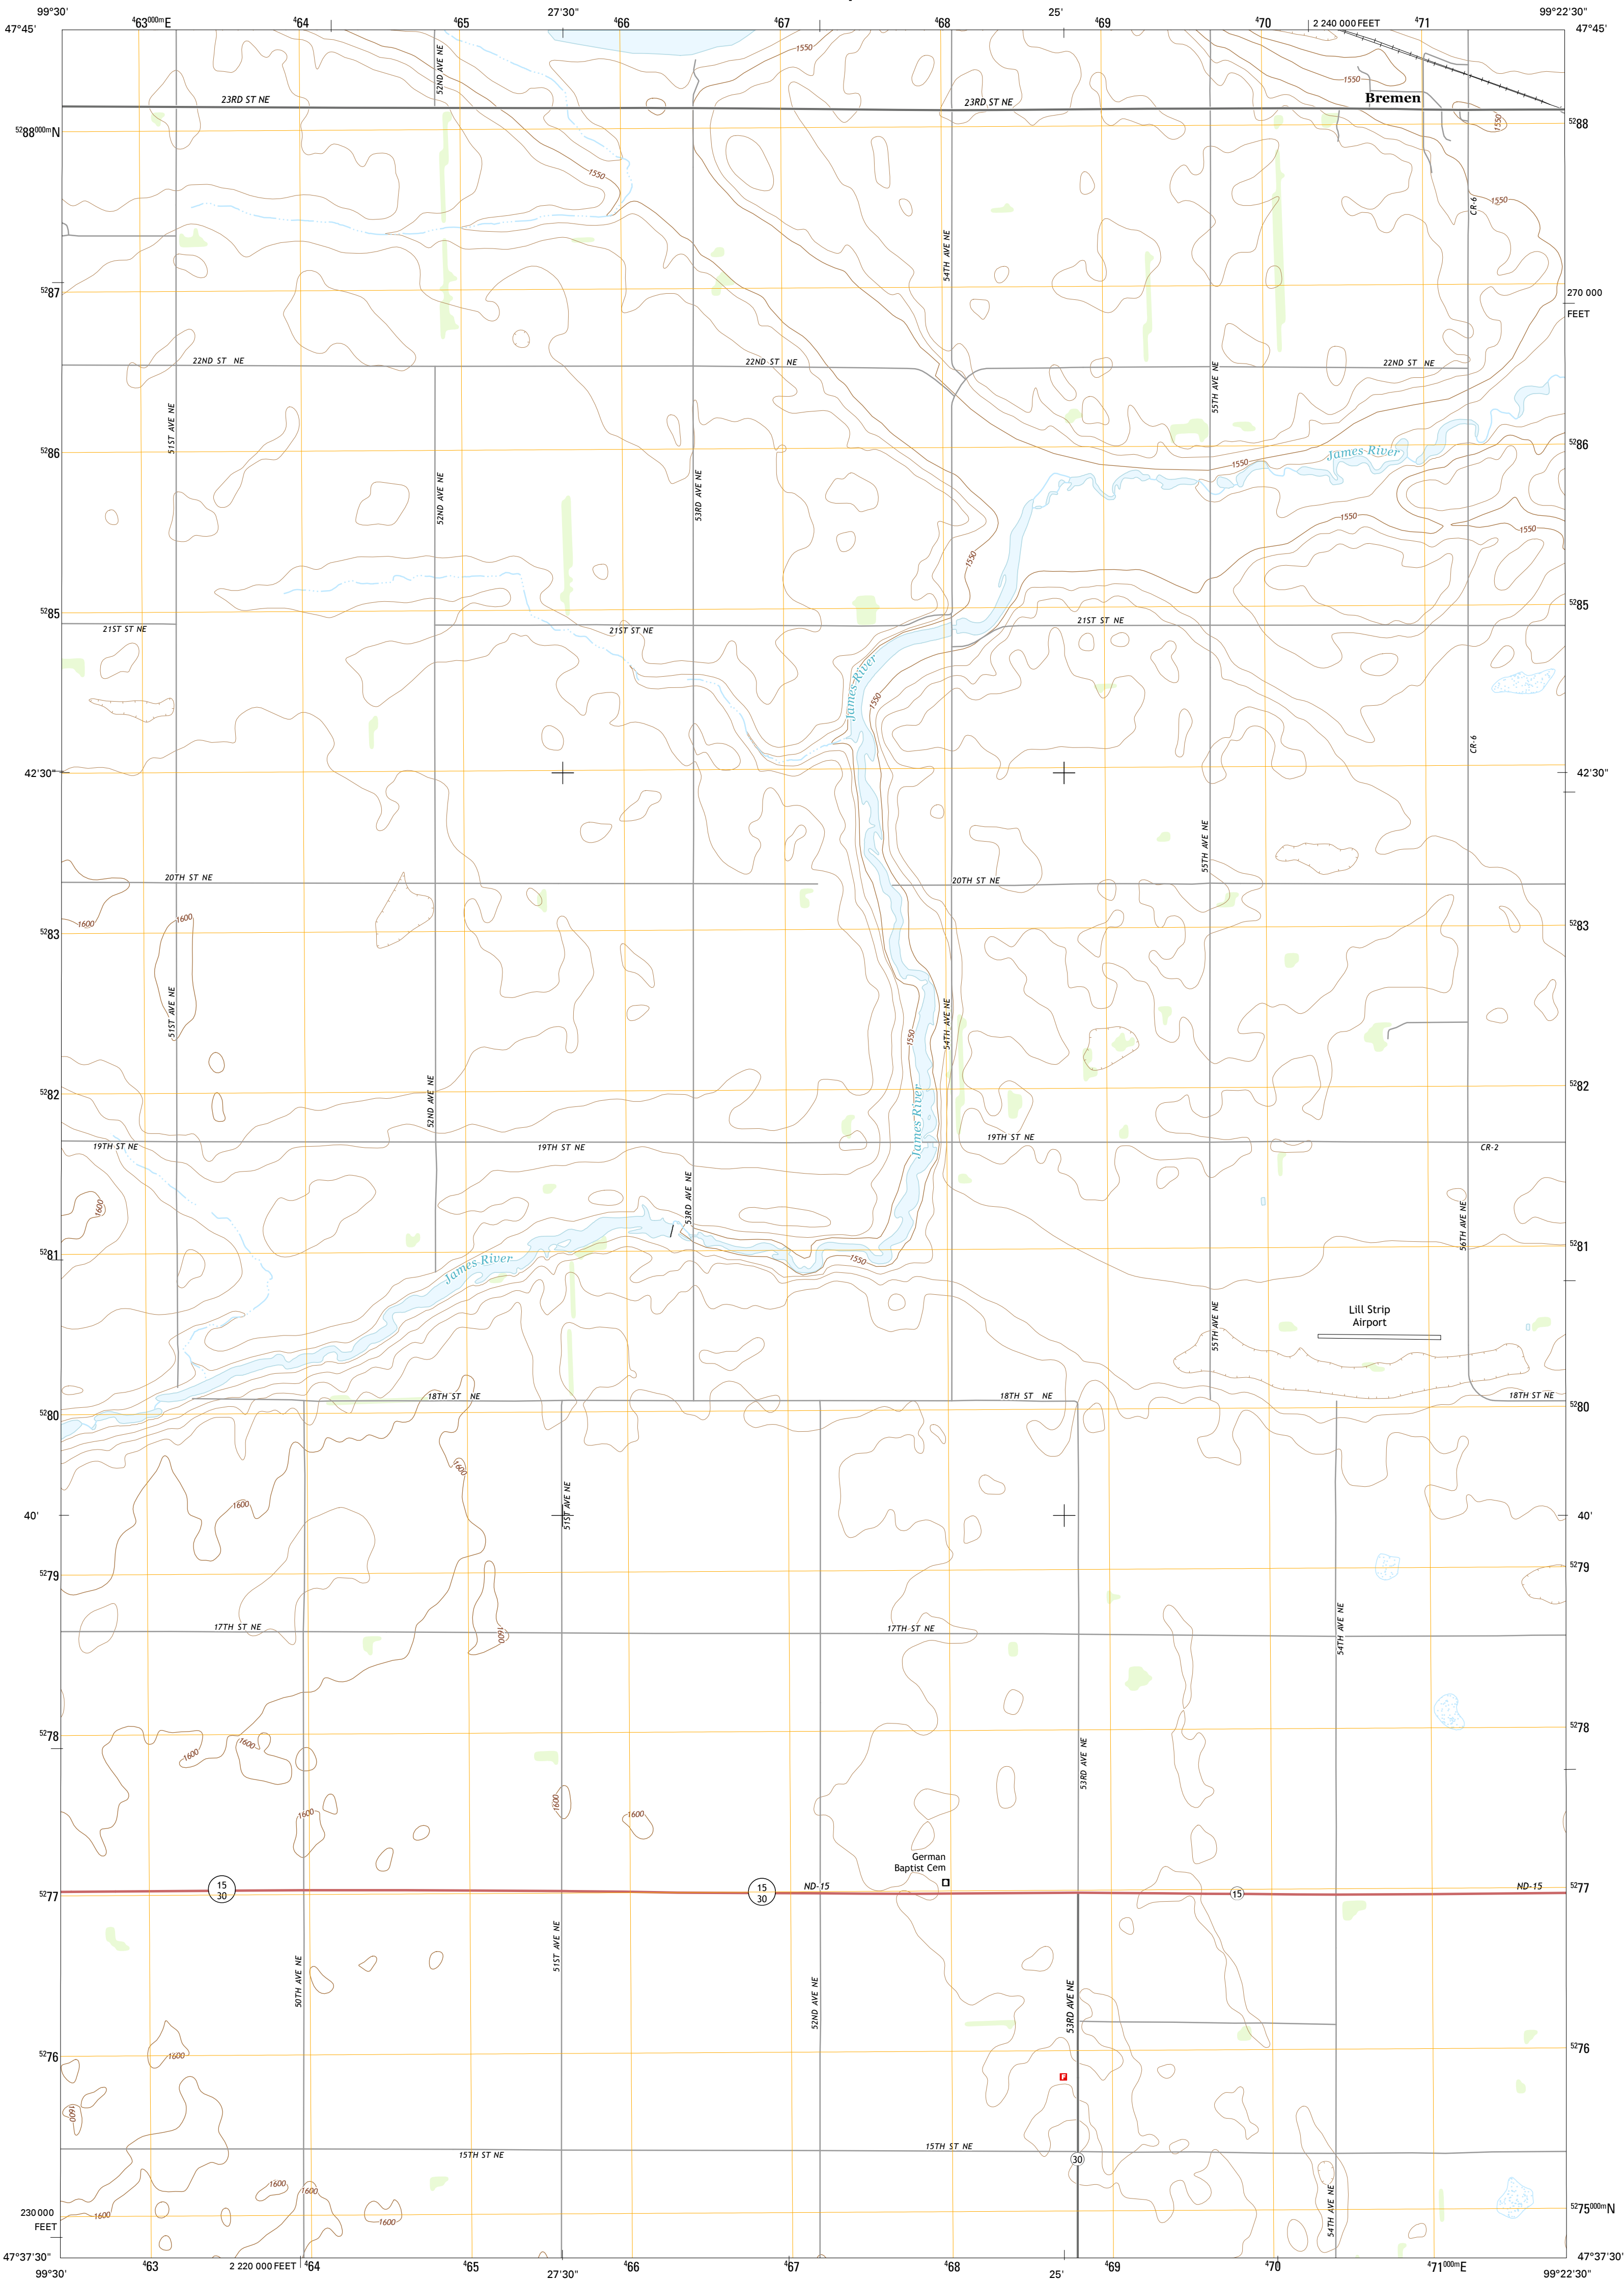 99°30' 463000mE 464 465 27'30" 466 467 468 25' 469 470 2 240 000 FEET 471 99°22'30"
47°45' 47°45'
52ND AVE NE
1550
1550
23RD ST NE
23RD ST NE
Bremen
5288000mN
5288
1550
1550
1550
CR-6
54TH AVE NE
5287
270 000
FEET
22ND ST NE
22ND ST NE
22ND ST NE
55TH AVE NE
51ST AVE NE
5286
5286
James River
1550
52ND AVE NE
53RD AVE NE
1550
1550
1550
5285
5285
21ST ST NE
21ST ST NE
21ST ST NE
James River
1550
CR-6
42'30"
42'30"
55TH AVE NE
20TH ST NE
20TH ST NE
1600
1600
5283
5283
51ST AVE NE
1550
54TH AVE NE
5282
5282
52ND AVE NE
James River
19TH ST NE
19TH ST NE
19TH ST NE
CR-2
1600
53RD AVE NE
56TH AVE NE
5281
5281
James River
1550
Lill Strip
Airport
55TH AVE NE
18TH ST NE
18TH ST NE
18TH ST NE
5280
5280
1600
1600
51ST AVE NE
40'
40'
5279
5279
17TH ST NE
17TH ST NE
1600
54TH AVE NE
5278
5278
1600
1600
53RD AVE NE
1600
1600
1600
German
Baptist Cem
15
30
15
30
ND-15
15
ND-15
5277
5277
51ST AVE NE
50TH AVE NE
52ND AVE NE
53RD AVE NE
5276
5276
1600
F
1600
15TH ST NE
15TH ST NE
30
1600
1600
1600
1600
54TH AVE NE
230 000
FEET
5275000mN
47°37'30" 47°37'30"
99°30' 463 2 220 000 FEET 464 465 27'30" 466 467 468 25' 469 470 471000mE 99°22'30"